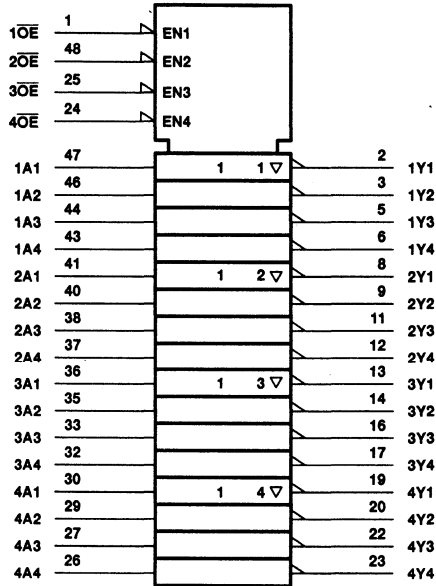 1O̅E̅ 1 EN1
2O̅E̅ 48 EN2
3O̅E̅ 25 EN3
4O̅E̅ 24 EN4
1A1 47 1 1 ▽ 2 1Y1
1A2 46 3 1Y2
1A3 44 5 1Y3
1A4 43 6 1Y4
2A1 41 1 2 ▽ 8 2Y1
2A2 40 9 2Y2
2A3 38 11 2Y3
2A4 37 12 2Y4
3A1 36 1 3 ▽ 13 3Y1
3A2 35 14 3Y2
3A3 33 16 3Y3
3A4 32 17 3Y4
4A1 30 1 4 ▽ 19 4Y1
4A2 29 20 4Y2
4A3 27 22 4Y3
4A4 26 23 4Y4